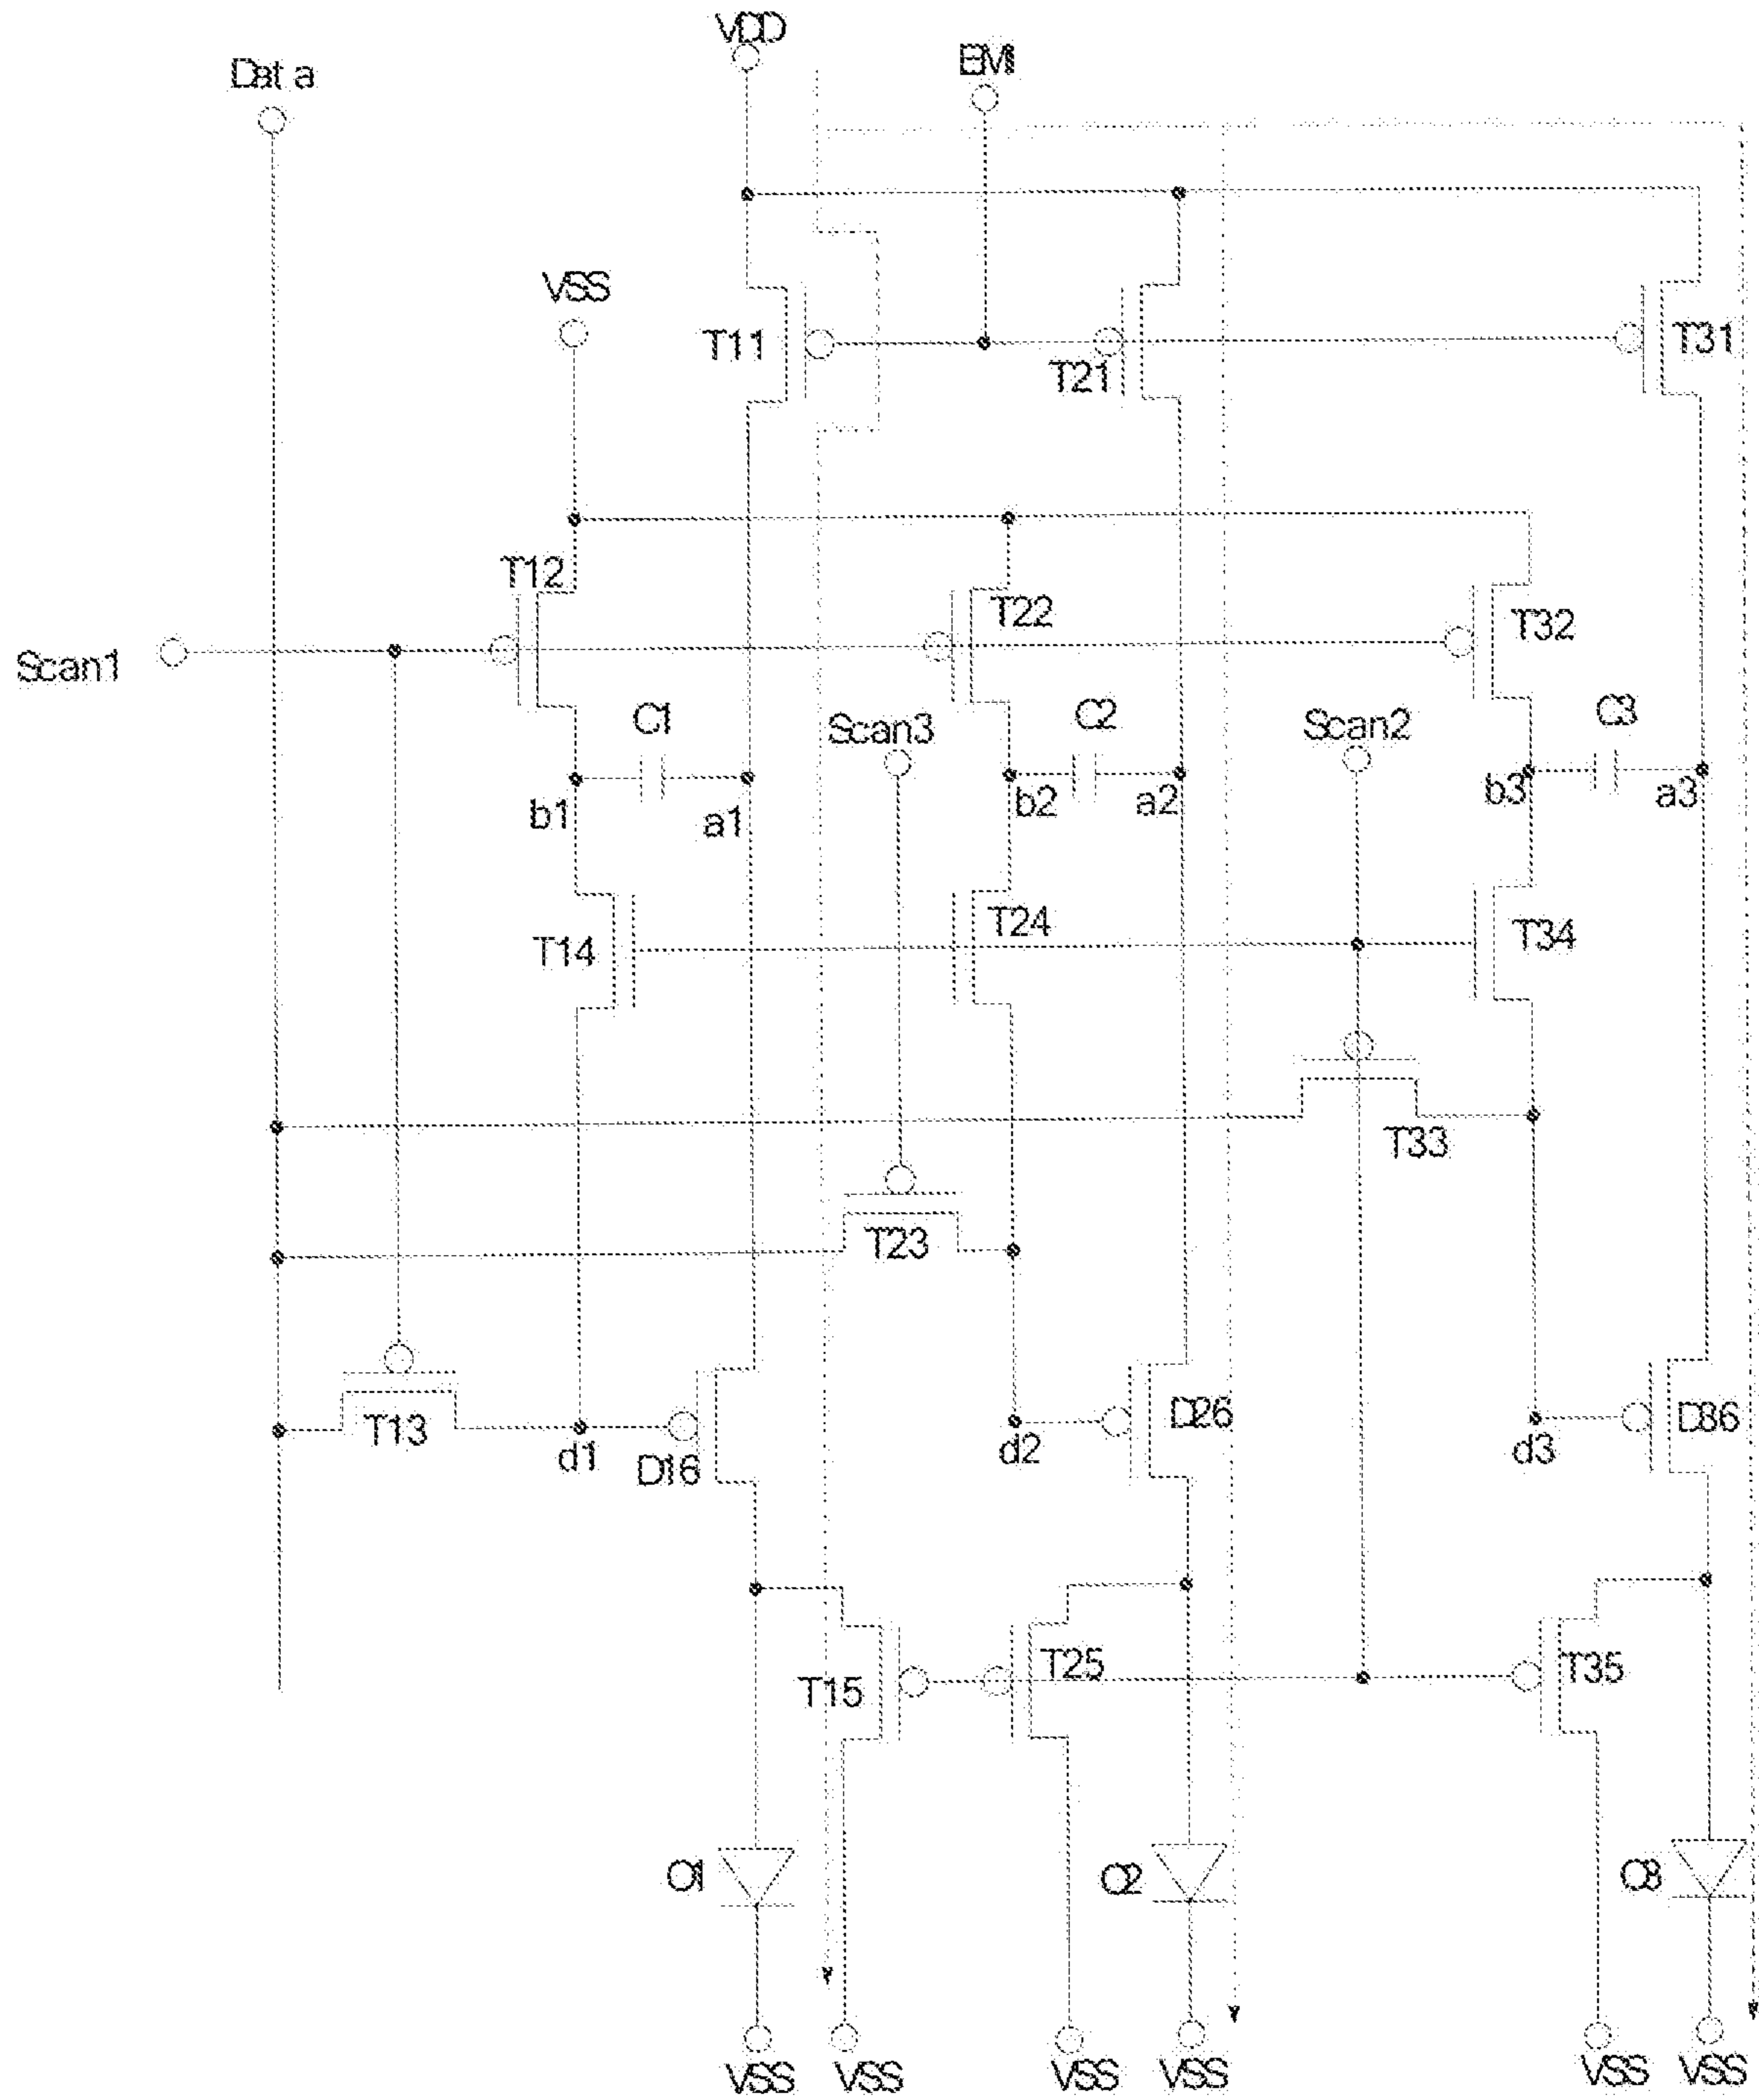 VDD
EM
Data
VSS
T11
T21
T31
T12
T22
T32
Scan1
C1
Scan3
C2
Scan2
C3
b1
a1
b2
a2
b3
a3
T14
T24
T34
T33
T23
T13
d1
D16
d2
D26
d3
D36
T15
T25
T35
O1
O2
O3
VSS
VSS
VSS
VSS
VSS
VSS